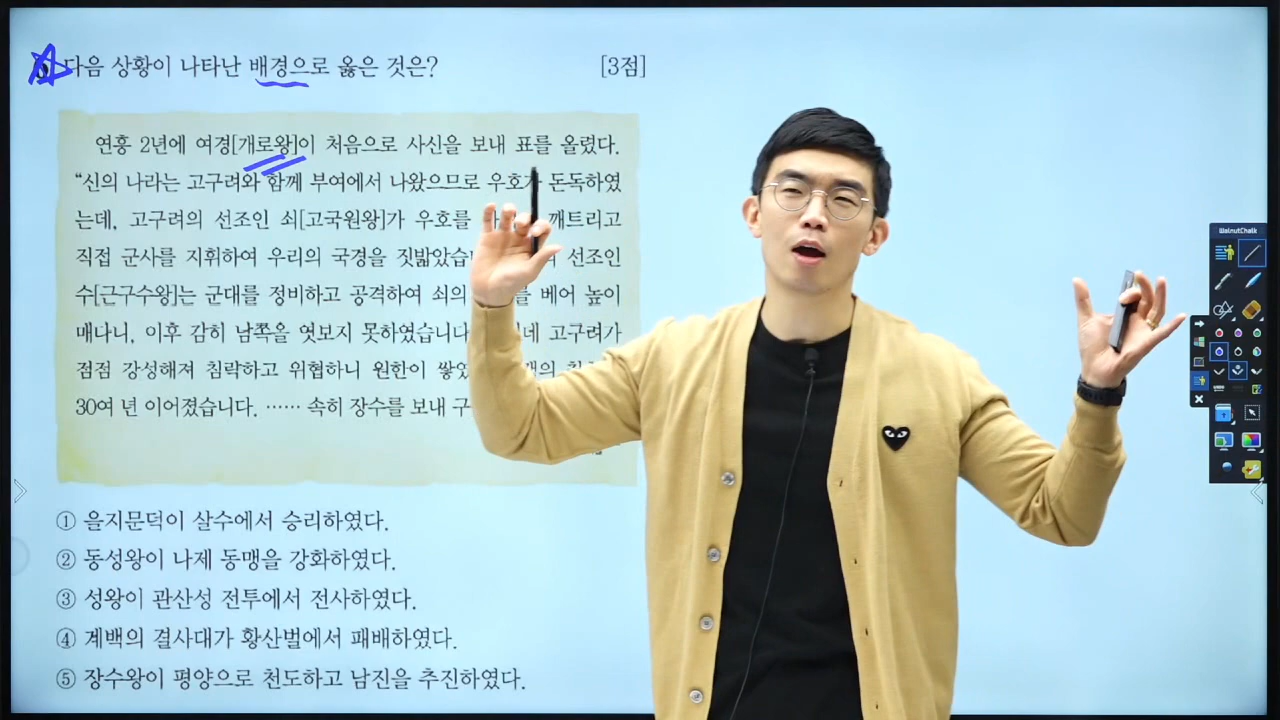 다음 상황이 나타난 배경으로 옳은 것은? [3점]
연흥 2년에 여경[개로왕]이 처음으로 사신을 보내 표를 올렸다.
“신의 나라는 고구려와 함께 부여에서 나왔으므로 우호가 돈독하였
는데, 고구려의 선조인 쇠[고국원왕]가 우호를 깨트리고
직접 군사를 지휘하여 우리의 국경을 짓밟았습 선조인
수[근구수왕]는 군대를 정비하고 공격하여 쇠의 를 베어 높이
매다니, 이후 감히 남쪽을 엿보지 못하였습니다 고구려가
점점 강성해져 침략하고 위협하니 원한이 쌓
30여 년 이어졌습니다. …… 속히 장수를 보내 구
① 을지문덕이 살수에서 승리하였다.
② 동성왕이 나제 동맹을 강화하였다.
③ 성왕이 관산성 전투에서 전사하였다.
④ 계백의 결사대가 황산벌에서 패배하였다.
⑤ 장수왕이 평양으로 천도하고 남진을 추진하였다.
WalnutChalk